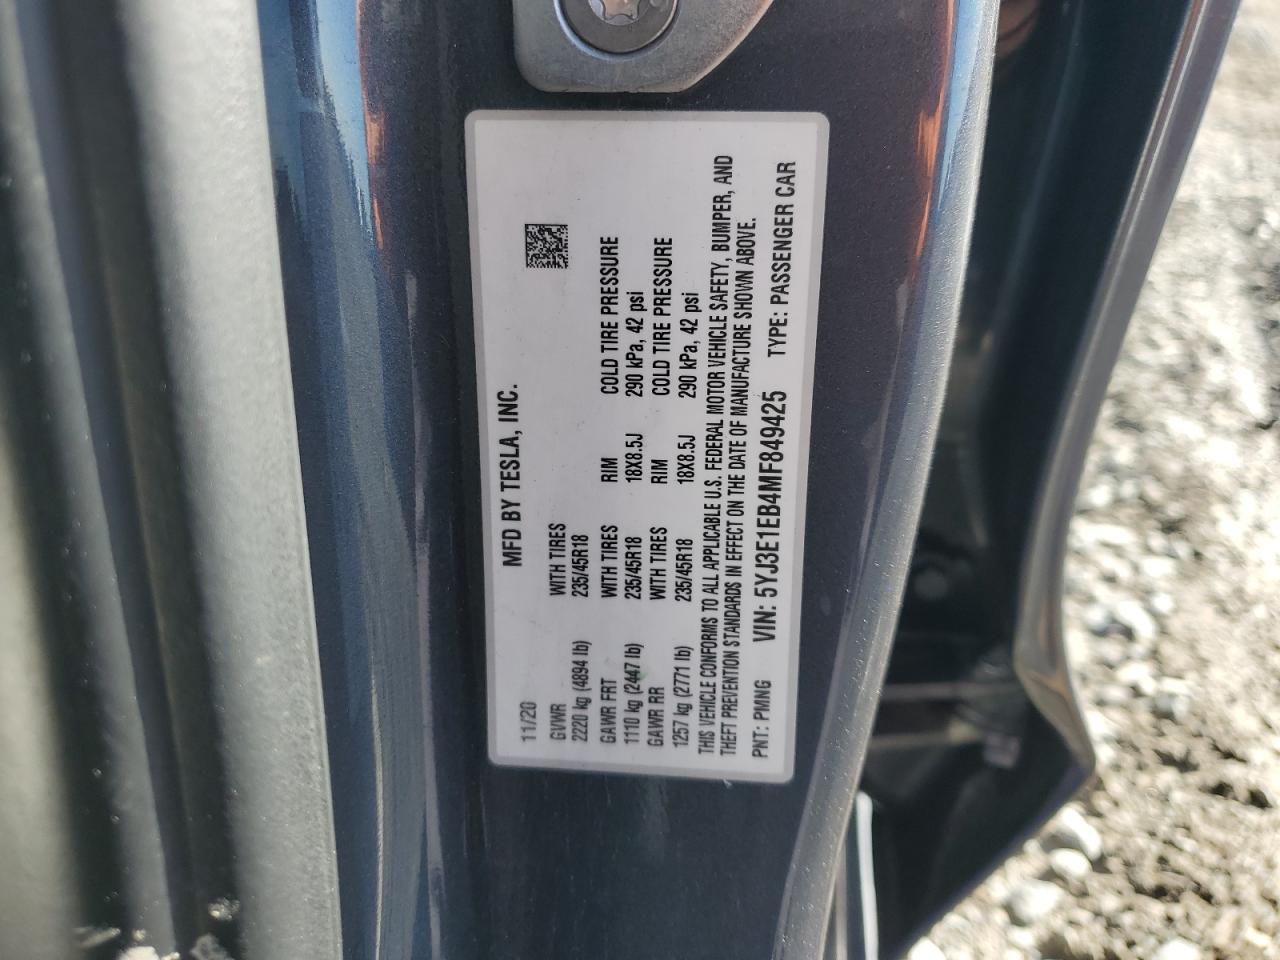 MFD BY TESLA, INC.
11/20
GVWR WITH TIRES
2220 kg (4894 lb) 235/45R18
GAWR FRT WITH TIRES RIM COLD TIRE PRESSURE
1110 kg (2447 lb) 235/45R18 18X8.5J 290 kPa, 42 psi
GAWR RR WITH TIRES RIM COLD TIRE PRESSURE
1257 kg (2771 lb) 235/45R18 18X8.5J 290 kPa, 42 psi
THIS VEHICLE CONFORMS TO ALL APPLICABLE U.S. FEDERAL MOTOR VEHICLE SAFETY, BUMPER, AND
THEFT PREVENTION STANDARDS IN EFFECT ON THE DATE OF MANUFACTURE SHOWN ABOVE.
PNT: PMNG VIN: 5YJ3E1EB4MF849425 TYPE: PASSENGER CAR